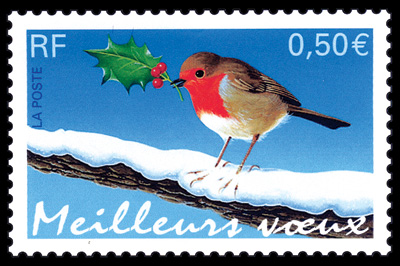 RF 0,50€
LA POSTE
Meilleurs vœux